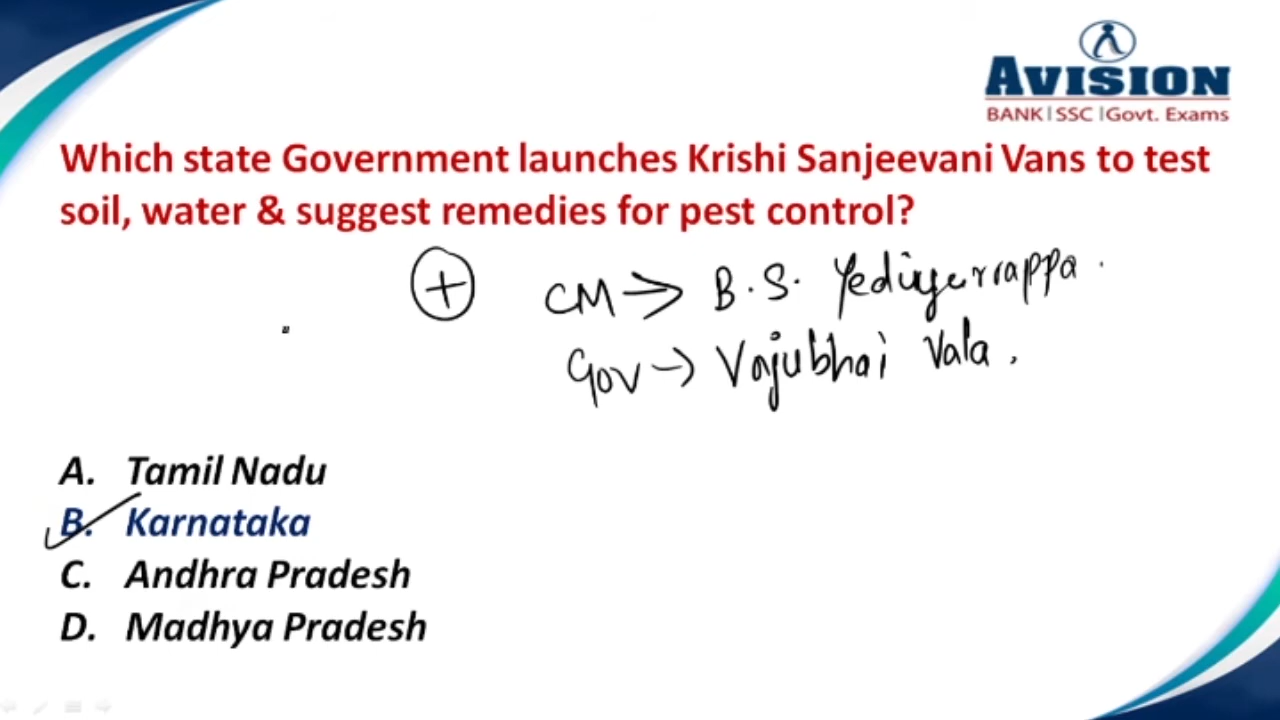 AVISION
BANK|SSC|Govt. Exams
Which state Government launches Krishi Sanjeevani Vans to test
soil, water & suggest remedies for pest control?
+ CM → B.S. Yediyerrappa.
Gov → Vajubhai Vala.
A. Tamil Nadu
B. Karnataka
C. Andhra Pradesh
D. Madhya Pradesh